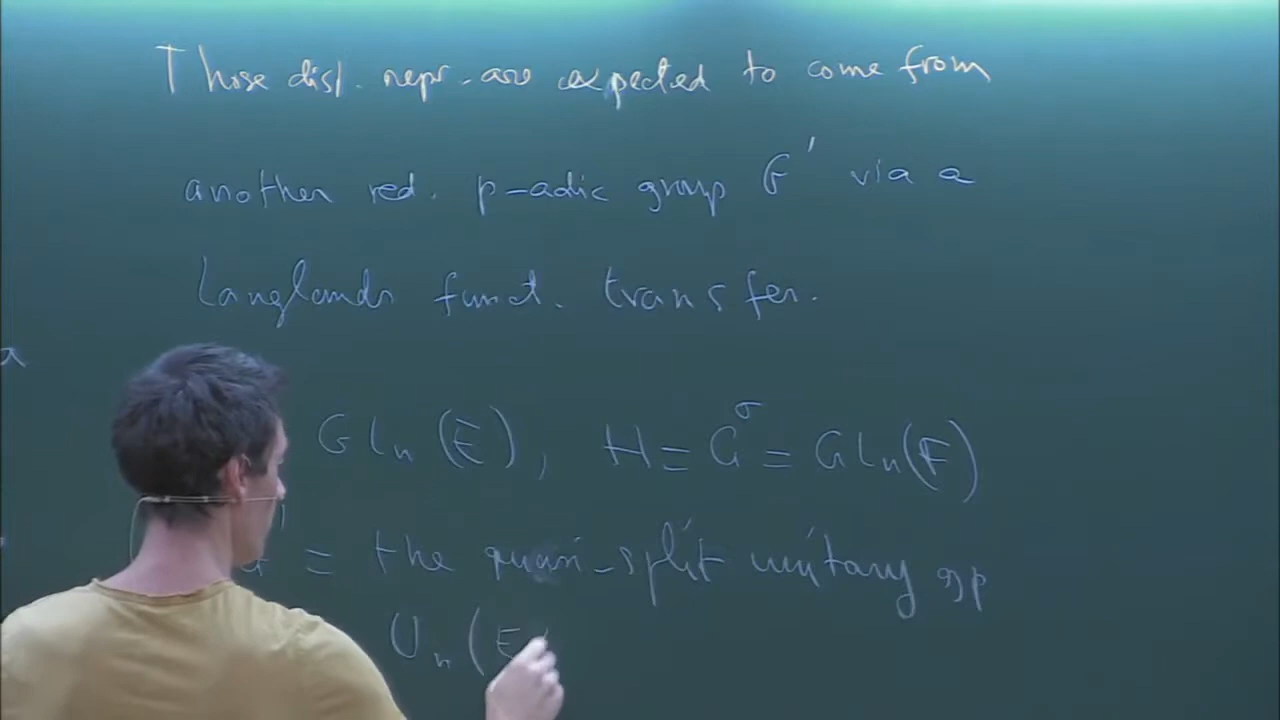 Those dist. repr. are expected to come from
another red. p-adic group G' via a
Langlands funct. transfer.
a
GLn(E), H = G^σ = GLn(F)
G' = the quasi-split unitary gp
Un(E